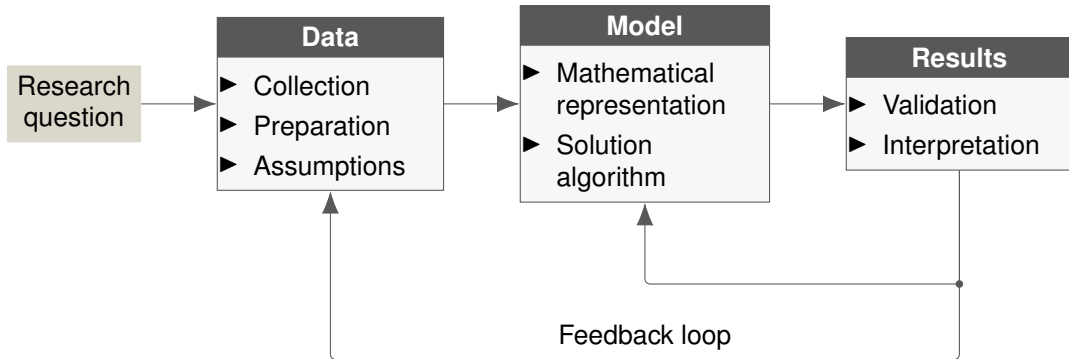 Research
question
Data
► Collection
► Preparation
► Assumptions
Model
► Mathematical
representation
► Solution
algorithm
Results
► Validation
► Interpretation
Feedback loop